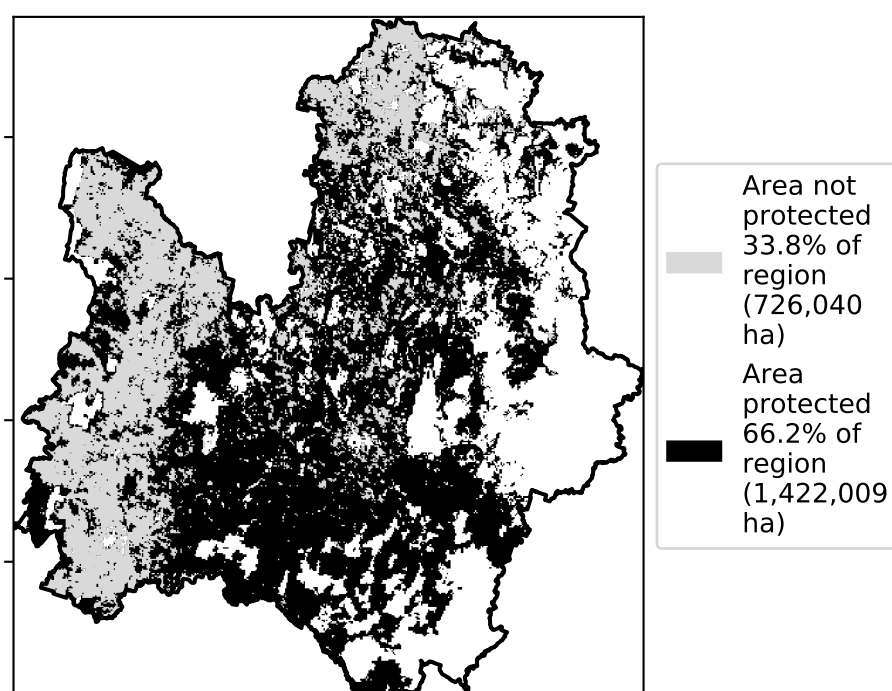 Area not
protected
33.8% of
region
(726,040
ha)
Area
protected
66.2% of
region
(1,422,009
ha)